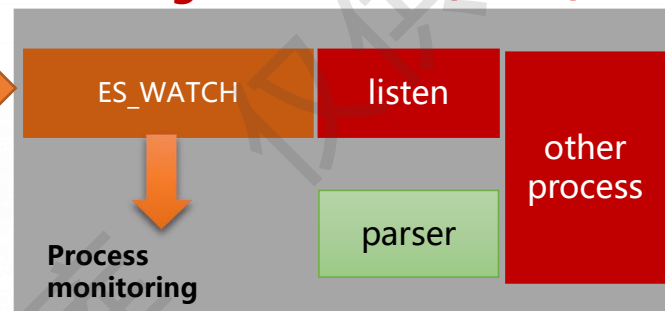 ES_WATCH
listen
other
process
parser
Process
monitoring